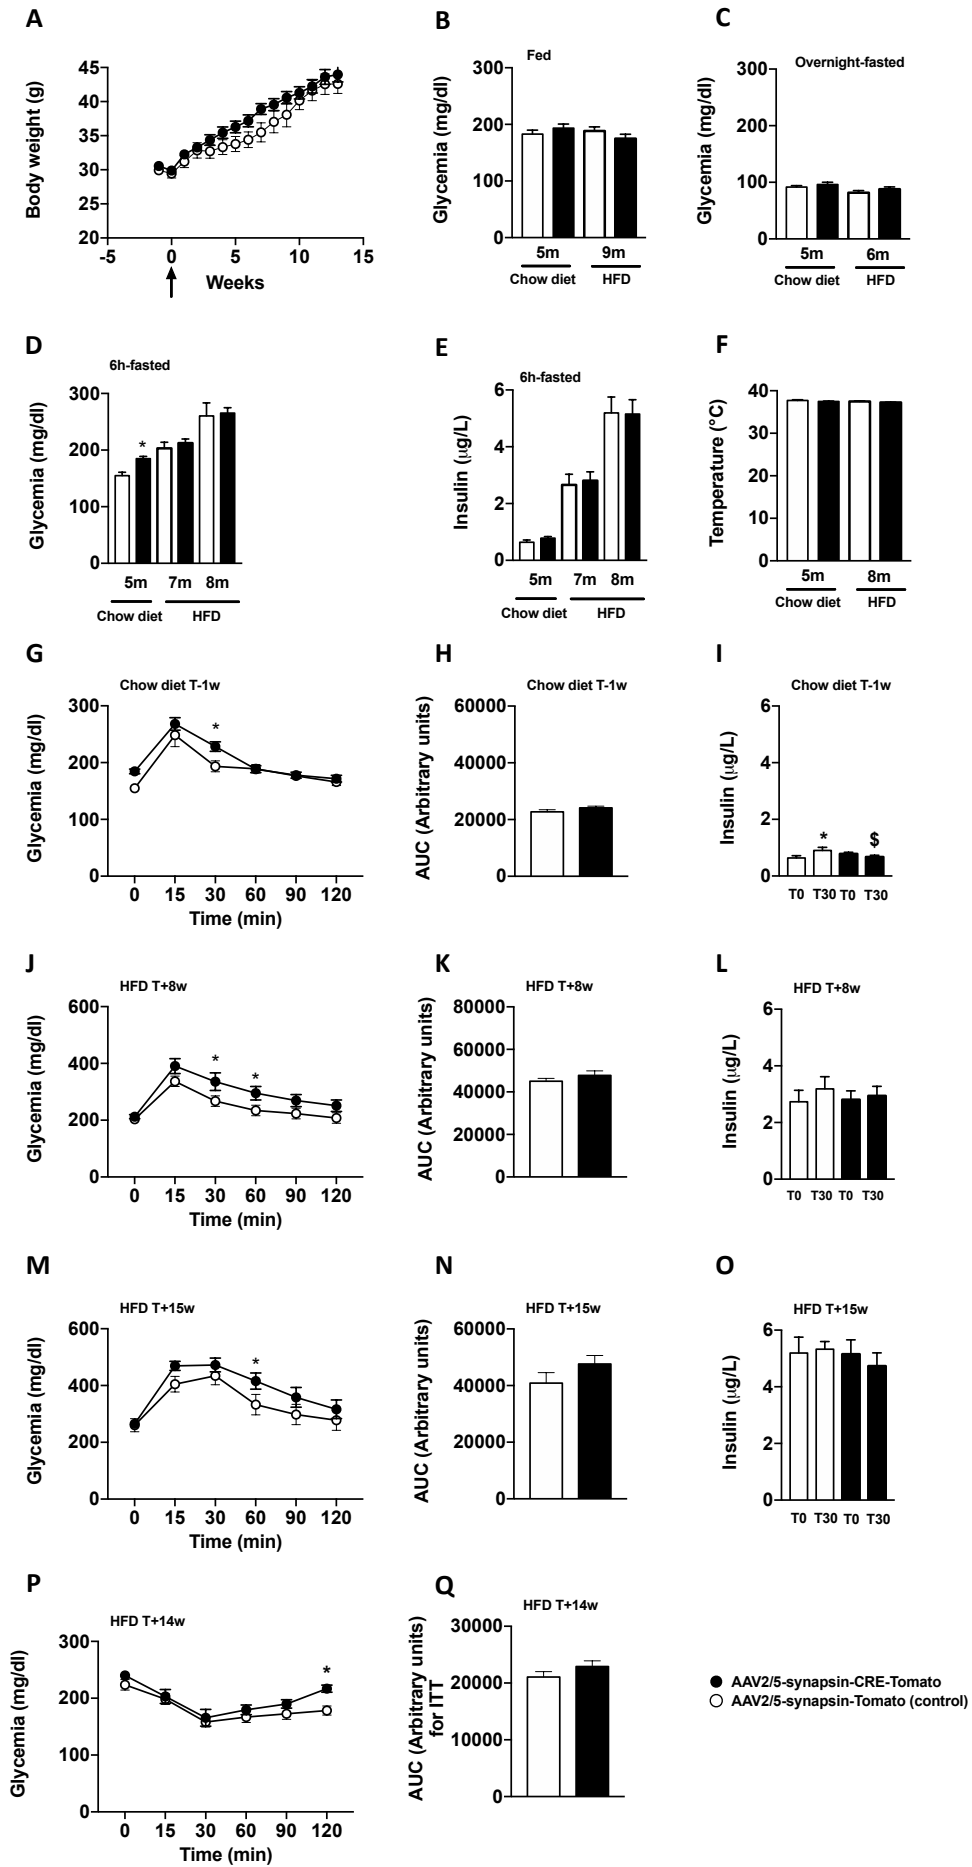 A
Body weight (g)
45
40
35
30
25
20
-5
0
5
10
15
Weeks
B
Fed
Glycemia (mg/dl)
300
200
100
0
5m
9m
Chow diet
HFD
C
Overnight-fasted
Glycemia (mg/dl)
300
200
100
0
5m
6m
Chow diet
HFD
D
6h-fasted
Glycemia (mg/dl)
300
200
100
0
*
5m
7m
8m
Chow diet
HFD
E
6h-fasted
Insulin (µg/L)
6
4
2
0
5m
7m
8m
Chow diet
HFD
F
Temperature (°C)
40
30
20
10
0
5m
8m
Chow diet
HFD
G
Chow diet T-1w
Glycemia (mg/dl)
300
200
100
0
*
0
15
30
60
90
120
Time (min)
H
Chow diet T-1w
AUC (Arbitrary units)
60000
40000
20000
0
I
Chow diet T-1w
Insulin (µg/L)
6
4
2
0
*
$
T0 T30 T0 T30
J
HFD T+8w
Glycemia (mg/dl)
600
400
200
0
*
*
0
15
30
60
90
120
Time (min)
K
HFD T+8w
AUC (Arbitrary units)
80000
60000
40000
20000
0
L
HFD T+8w
Insulin (µg/L)
6
4
2
0
T0 T30 T0 T30
M
HFD T+15w
Glycemia (mg/dl)
600
400
200
0
*
0
15
30
60
90
120
Time (min)
N
HFD T+15w
AUC (Arbitrary units)
60000
40000
20000
0
O
HFD T+15w
Insulin (µg/L)
6
4
2
0
T0 T30 T0 T30
P
HFD T+14w
Glycemia (mg/dl)
300
200
100
0
*
0
15
30
60
90
120
Time (min)
Q
HFD T+14w
AUC (Arbitrary units)
for ITT
30000
20000
10000
0
AAV2/5-synapsin-CRE-Tomato
AAV2/5-synapsin-Tomato (control)